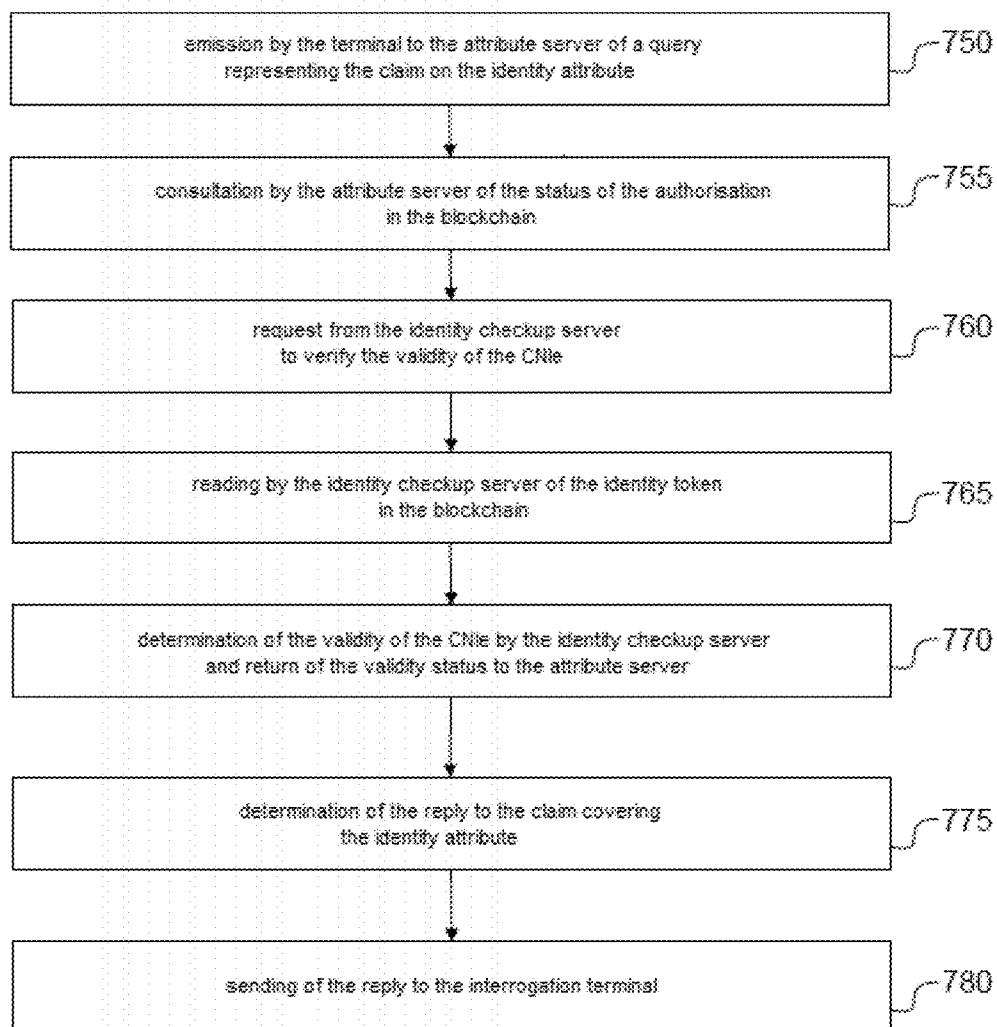 emission by the terminal to the attribute server of a query
representing the claim on the identity attribute
750
consultation by the attribute server of the status of the authorisation
in the blockchain
755
request from the identity checkup server
to verify the validity of the CNIe
760
reading by the identity checkup server of the identity token
in the blockchain
765
determination of the validity of the CNIe by the identity checkup server
and return of the validity status to the attribute server
770
determination of the reply to the claim covering
the identity attribute
775
sending of the reply to the interrogation terminal
780